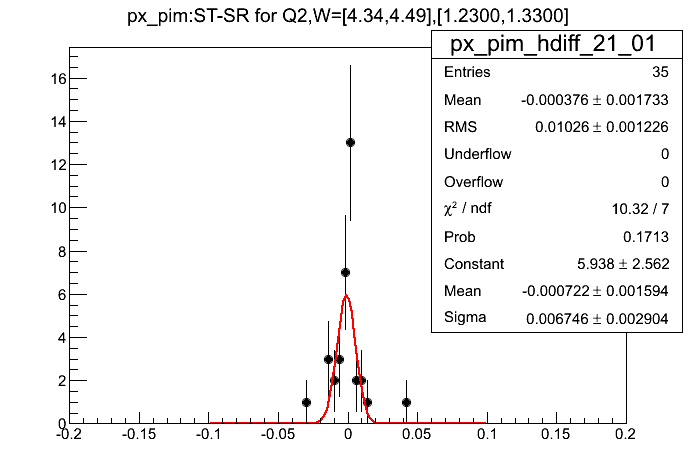 px_pim:ST-SR for Q2,W=[4.34,4.49],[1.2300,1.3300]
px_pim_hdiff_21_01
Entries 35
Mean -0.000376 ± 0.001733
RMS 0.01026 ± 0.001226
Underflow 0
Overflow 0
χ² / ndf 10.32 / 7
Prob 0.1713
Constant 5.938 ± 2.562
Mean -0.000722 ± 0.001594
Sigma 0.006746 ± 0.002904
16
14
12
10
8
6
4
2
0
-0.2 -0.15 -0.1 -0.05 0 0.05 0.1 0.15 0.2